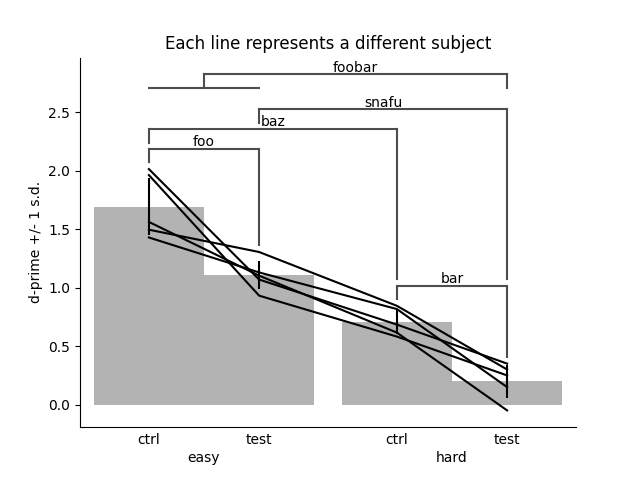 Each line represents a different subject
foobar
snafu
baz
foo
bar
d-prime +/- 1 s.d.
2.5
2.0
1.5
1.0
0.5
0.0
ctrl test ctrl test
easy hard